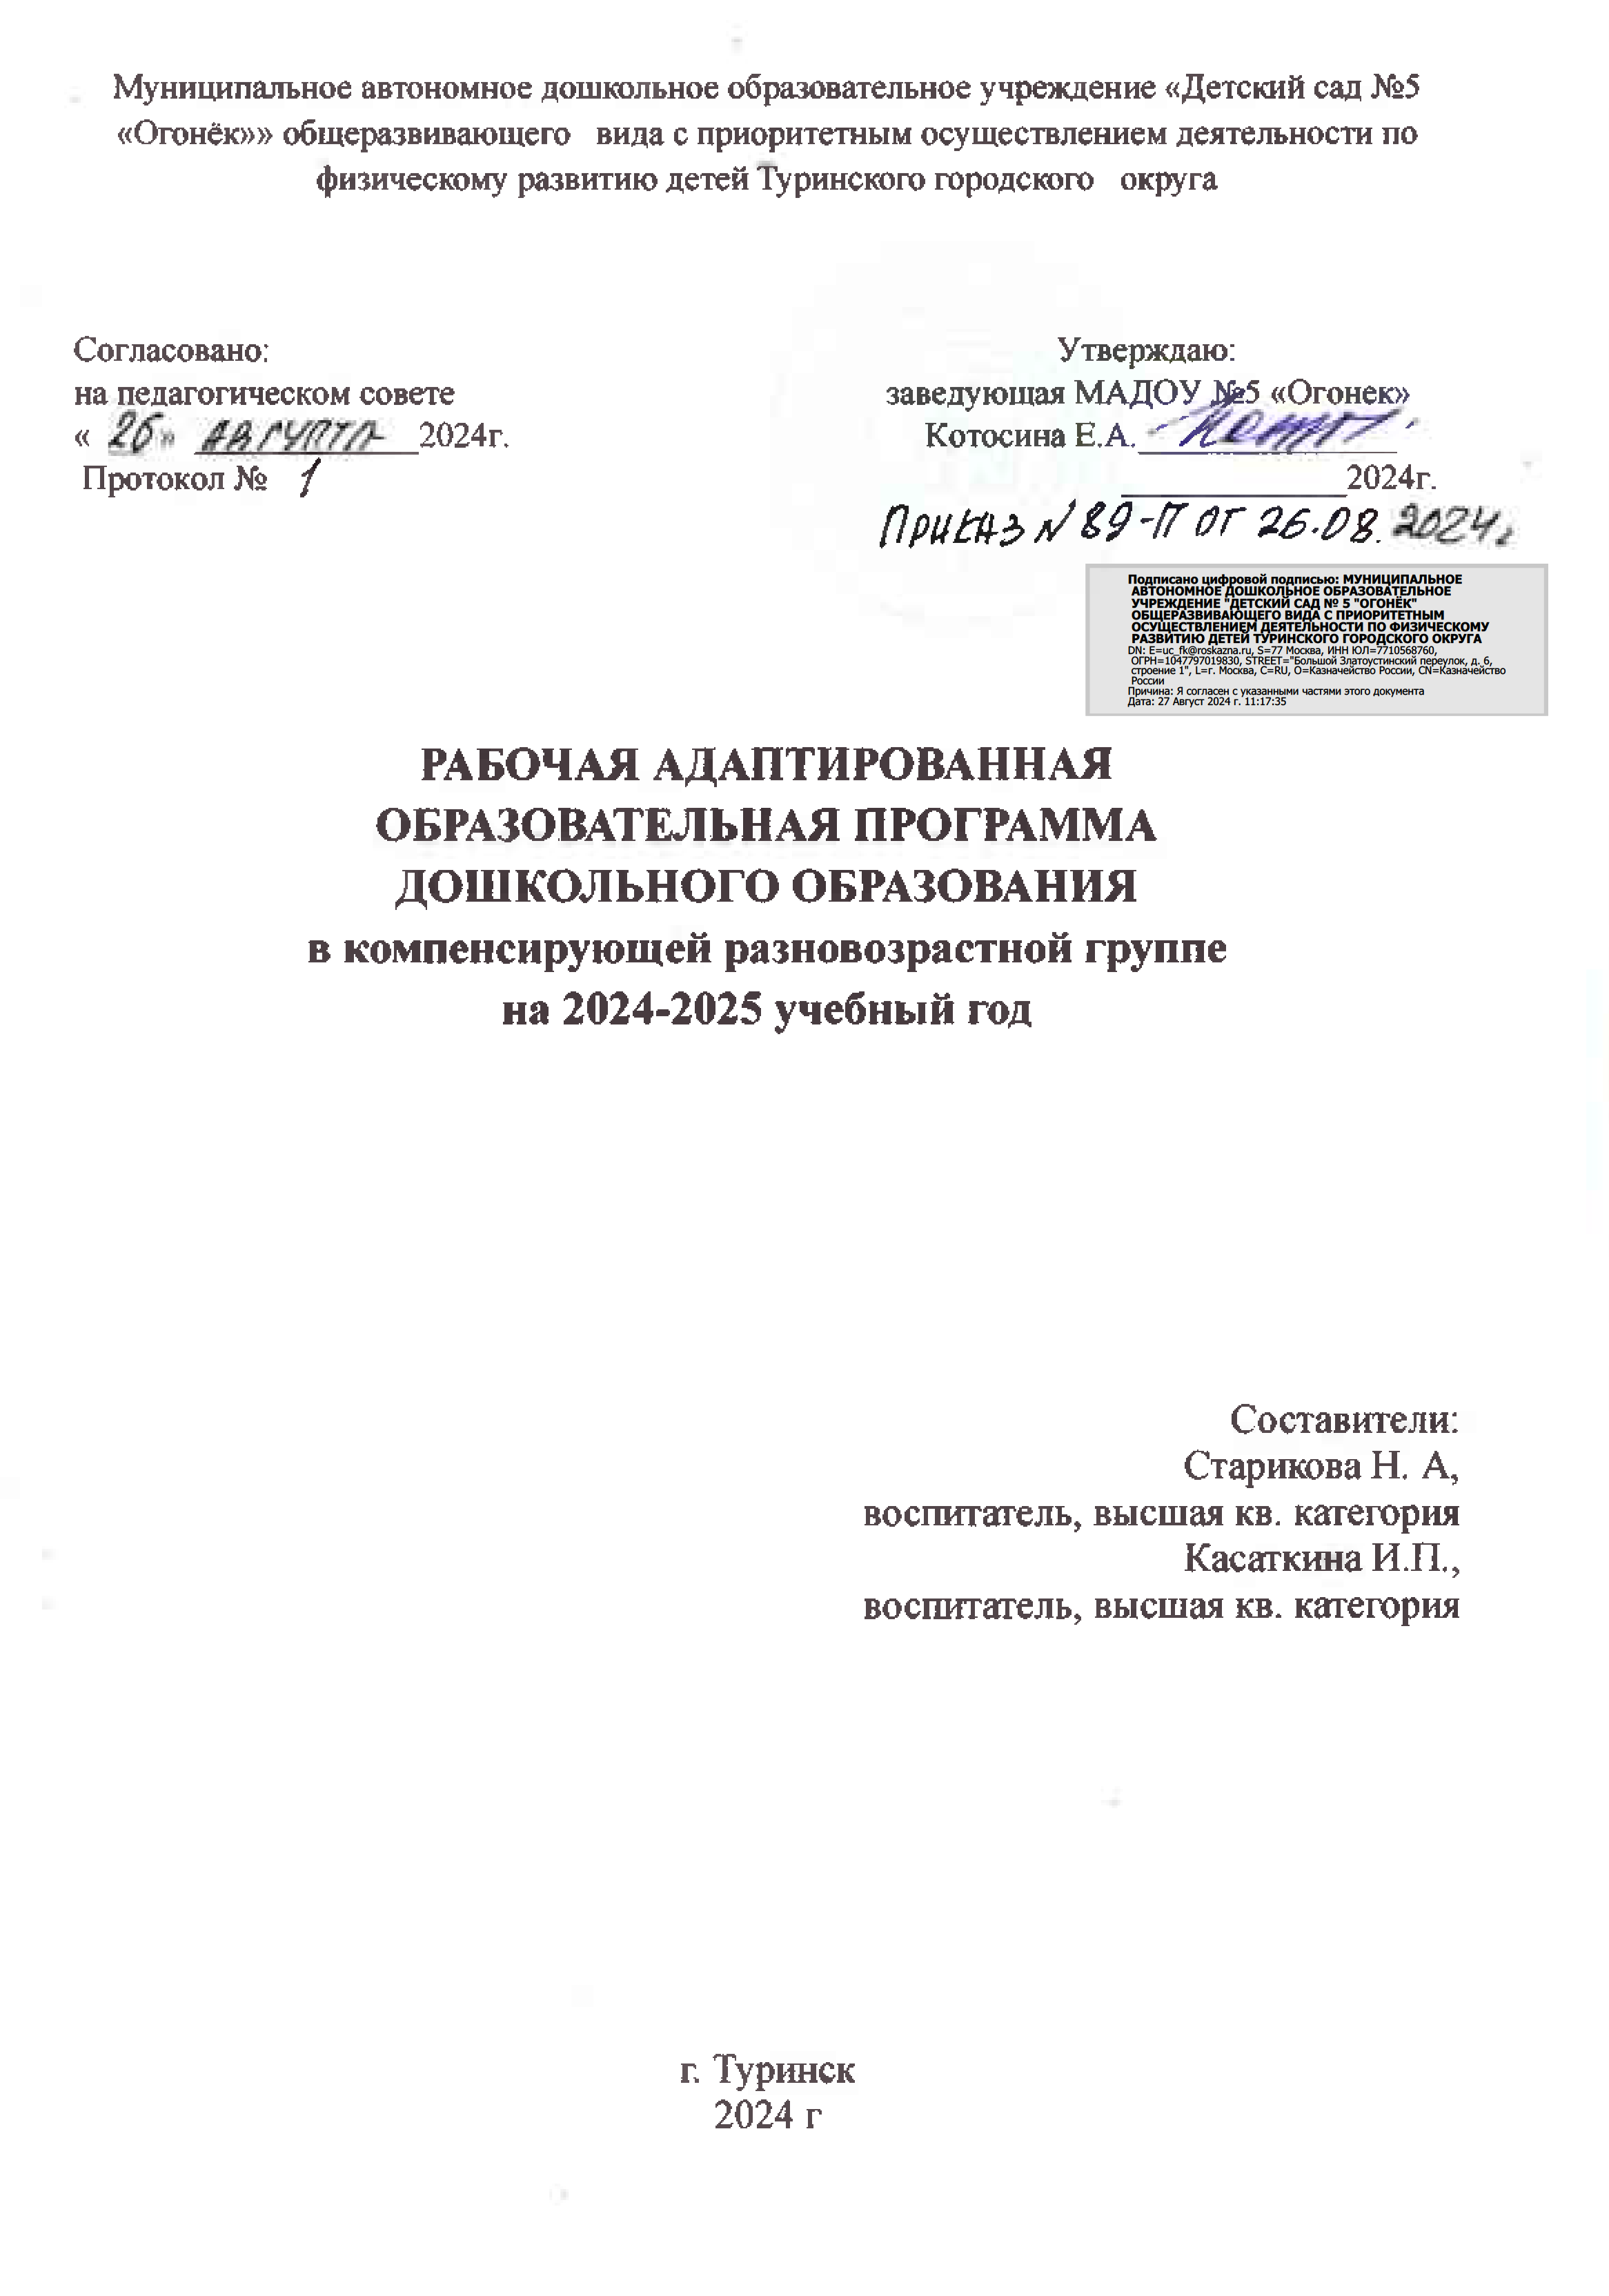 Муниципальное автономное дошкольное образовательное учреждение «Детский сад №5
«Огонёк»» общеразвивающего вида с приоритетным осуществлением деятельности по
физическому развитию детей Туринского городского округа
Согласовано:
на педагогическом совете
« 26» августа 2024г.
Протокол № 1
Утверждаю:
заведующая МАДОУ №5 «Огонек»
Котосина Е.А.
2024г.
Приказ N 89-П от 26.08.2024г
Подписано цифровой подписью: МУНИЦИПАЛЬНОЕ
АВТОНОМНОЕ ДОШКОЛЬНОЕ ОБРАЗОВАТЕЛЬНОЕ
УЧРЕЖДЕНИЕ "ДЕТСКИЙ САД № 5 "ОГОНЁК"
ОБЩЕРАЗВИВАЮЩЕГО ВИДА С ПРИОРИТЕТНЫМ
ОСУЩЕСТВЛЕНИЕМ ДЕЯТЕЛЬНОСТИ ПО ФИЗИЧЕСКОМУ
РАЗВИТИЮ ДЕТЕЙ ТУРИНСКОГО ГОРОДСКОГО ОКРУГА
DN: E=uc_fk@roskazna.ru, S=77 Москва, ИНН ЮЛ=7710568760,
ОГРН=1047797019830, STREET="Большой Златоустинский переулок, д. 6,
строение 1", L=г. Москва, C=RU, O=Казначейство России, CN=Казначейство
России
Причина: Я согласен с указанными частями этого документа
Дата: 27 Август 2024 г. 11:17:35
РАБОЧАЯ АДАПТИРОВАННАЯ
ОБРАЗОВАТЕЛЬНАЯ ПРОГРАММА
ДОШКОЛЬНОГО ОБРАЗОВАНИЯ
в компенсирующей разновозрастной группе
на 2024-2025 учебный год
Составители:
Старикова Н. А,
воспитатель, высшая кв. категория
Касаткина И.П.,
воспитатель, высшая кв. категория
г. Туринск
2024 г